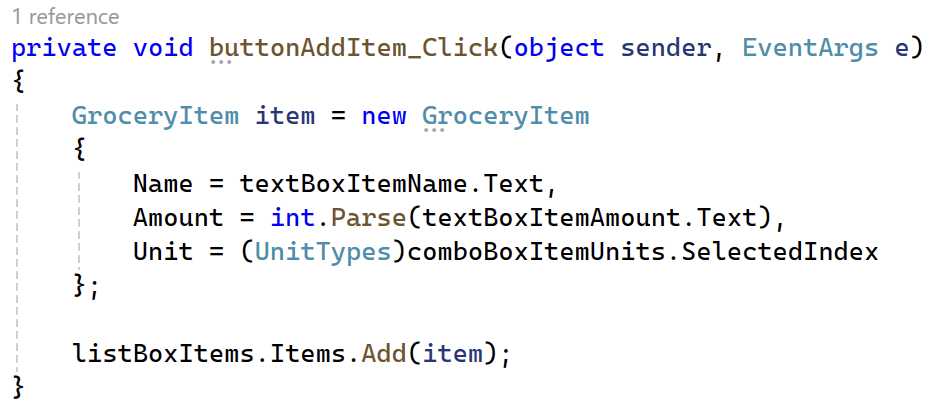 1 reference
private void buttonAddItem_Click(object sender, EventArgs e)
{
    GroceryItem item = new GroceryItem
    {
        Name = textBoxItemName.Text,
        Amount = int.Parse(textBoxItemAmount.Text),
        Unit = (UnitTypes)comboBoxItemUnits.SelectedIndex
    };

    listBoxItems.Items.Add(item);
}